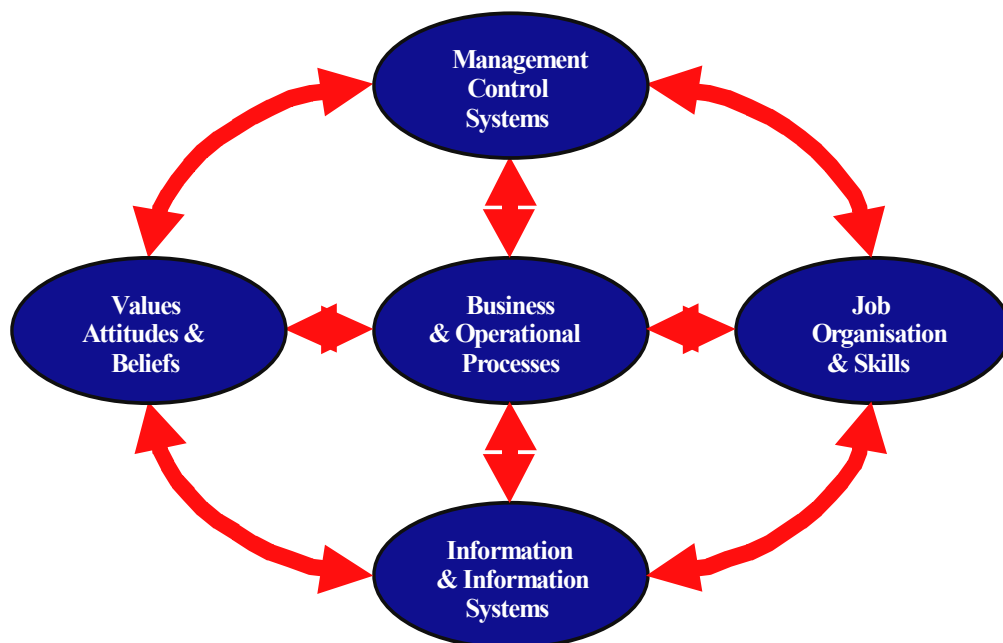 Management
Control
Systems
Values
Attitudes &
Beliefs
Business
& Operational
Processes
Job
Organisation
& Skills
Information
& Information
Systems